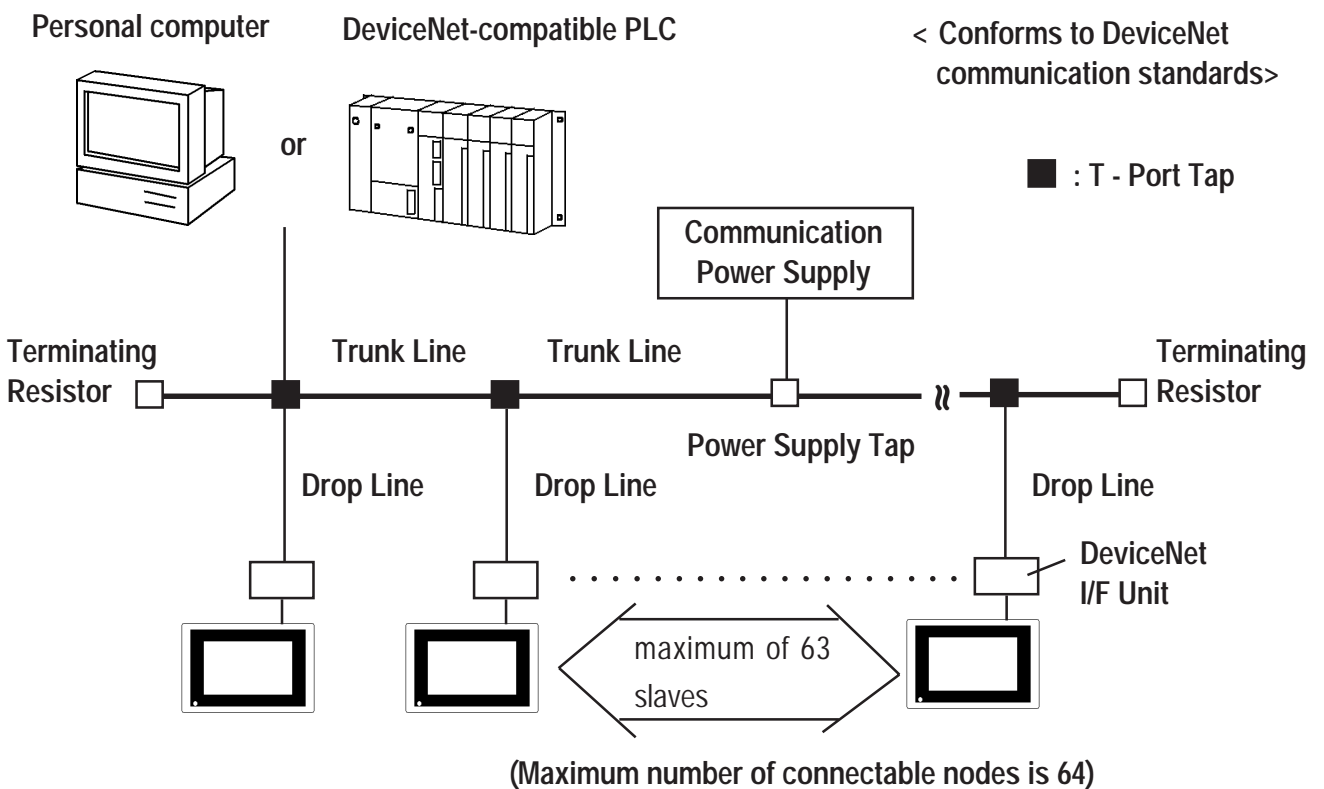 Personal computer
DeviceNet-compatible PLC
< Conforms to DeviceNet
communication standards>
or
■ : T - Port Tap
Communication
Power Supply
Terminating
Resistor
Trunk Line
Trunk Line
Terminating
Resistor
Power Supply Tap
Drop Line
Drop Line
Drop Line
DeviceNet
I/F Unit
maximum of 63
slaves
(Maximum number of connectable nodes is 64)